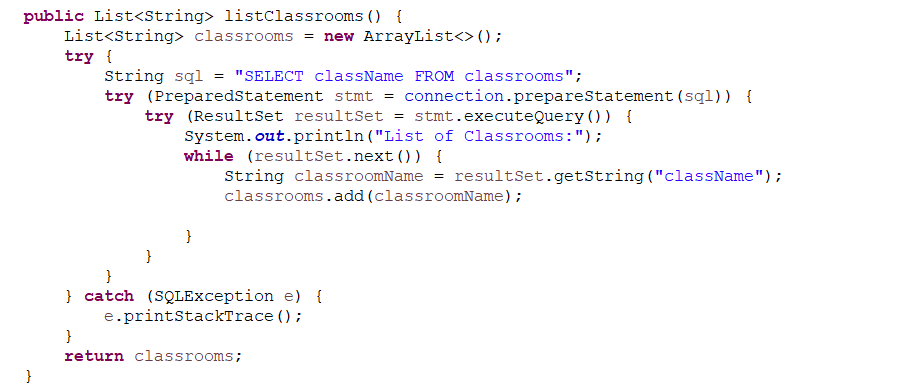 public List<String> listClassrooms() {
    List<String> classrooms = new ArrayList<>();
    try {
        String sql = "SELECT className FROM classrooms";
        try (PreparedStatement stmt = connection.prepareStatement(sql)) {
            try (ResultSet resultSet = stmt.executeQuery()) {
                System.out.println("List of Classrooms:");
                while (resultSet.next()) {
                    String classroomName = resultSet.getString("className");
                    classrooms.add(classroomName);

                }
            }
        }
    } catch (SQLException e) {
        e.printStackTrace();
    }
    return classrooms;
}